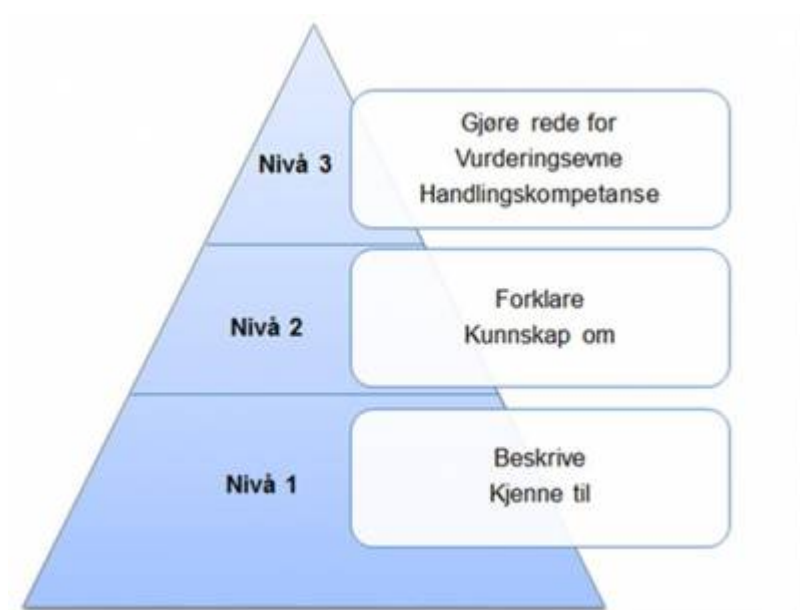 Nivå 3
Gjøre rede for
Vurderingsevne
Handlingskompetanse
Nivå 2
Forklare
Kunnskap om
Nivå 1
Beskrive
Kjenne til